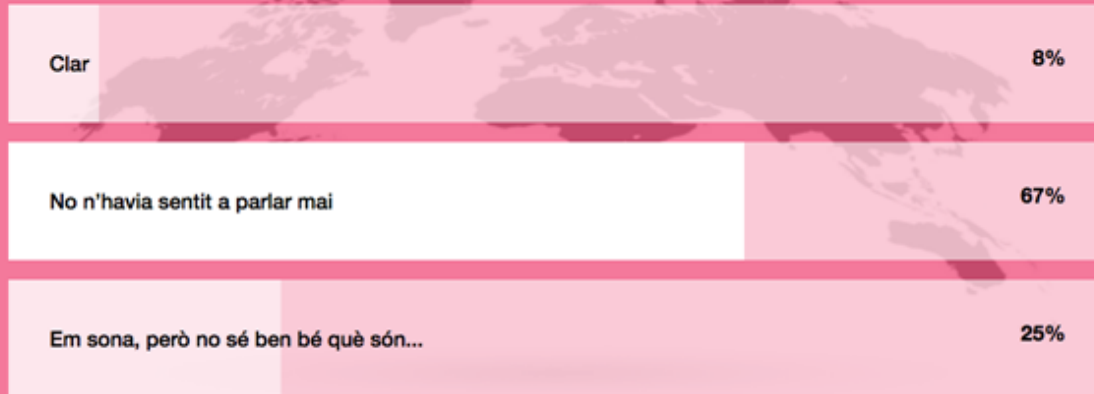 Clar 8%
No n'havia sentit a parlar mai 67%
Em sona, però no sé ben bé què són... 25%